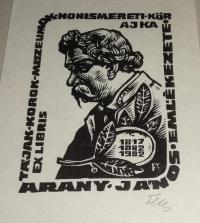 TÁJAK-KOROK-MÚZEUMOK-HONISMERETI-KÖR
AJKA
EX LIBRIS
ARANY JÁNOS EMLÉKEZETE
1817
1882
1982